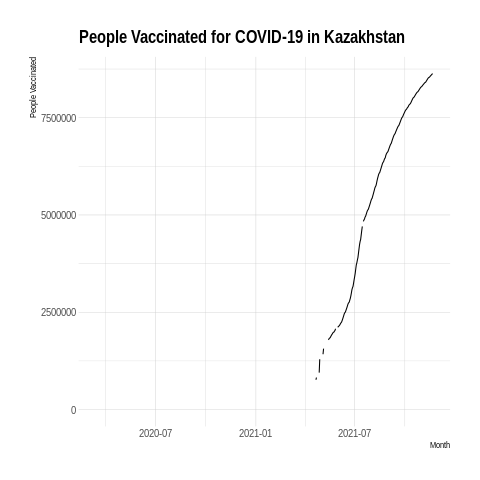 People Vaccinated for COVID-19 in Kazakhstan
People Vaccinated
7500000
5000000
2500000
0
2020-07
2021-01
2021-07
Month